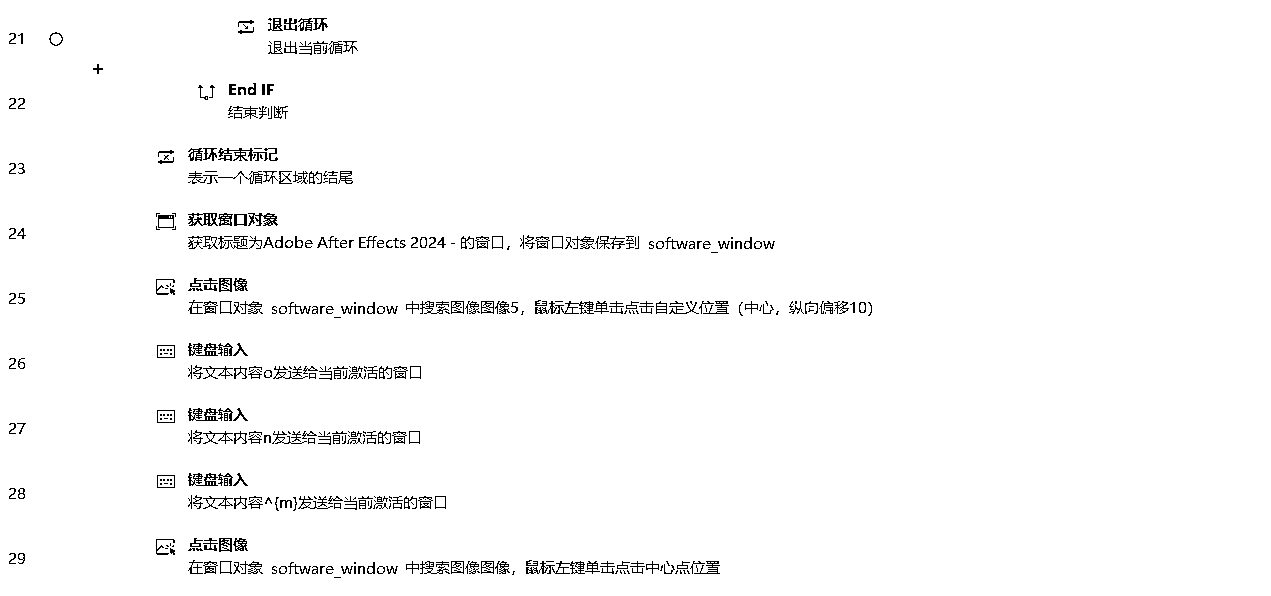 21
退出循环
退出当前循环
22
End IF
结束判断
23
循环结束标记
表示一个循环区域的结尾
24
获取窗口对象
获取标题为Adobe After Effects 2024 - 的窗口，将窗口对象保存到 software_window
25
点击图像
在窗口对象 software_window 中搜索图像图像5，鼠标左键单击点击自定义位置（中心，纵向偏移10）
26
键盘输入
将文本内容o发送给当前激活的窗口
27
键盘输入
将文本内容n发送给当前激活的窗口
28
键盘输入
将文本内容^{m}发送给当前激活的窗口
29
点击图像
在窗口对象 software_window 中搜索图像图像，鼠标左键单击点击中心点位置